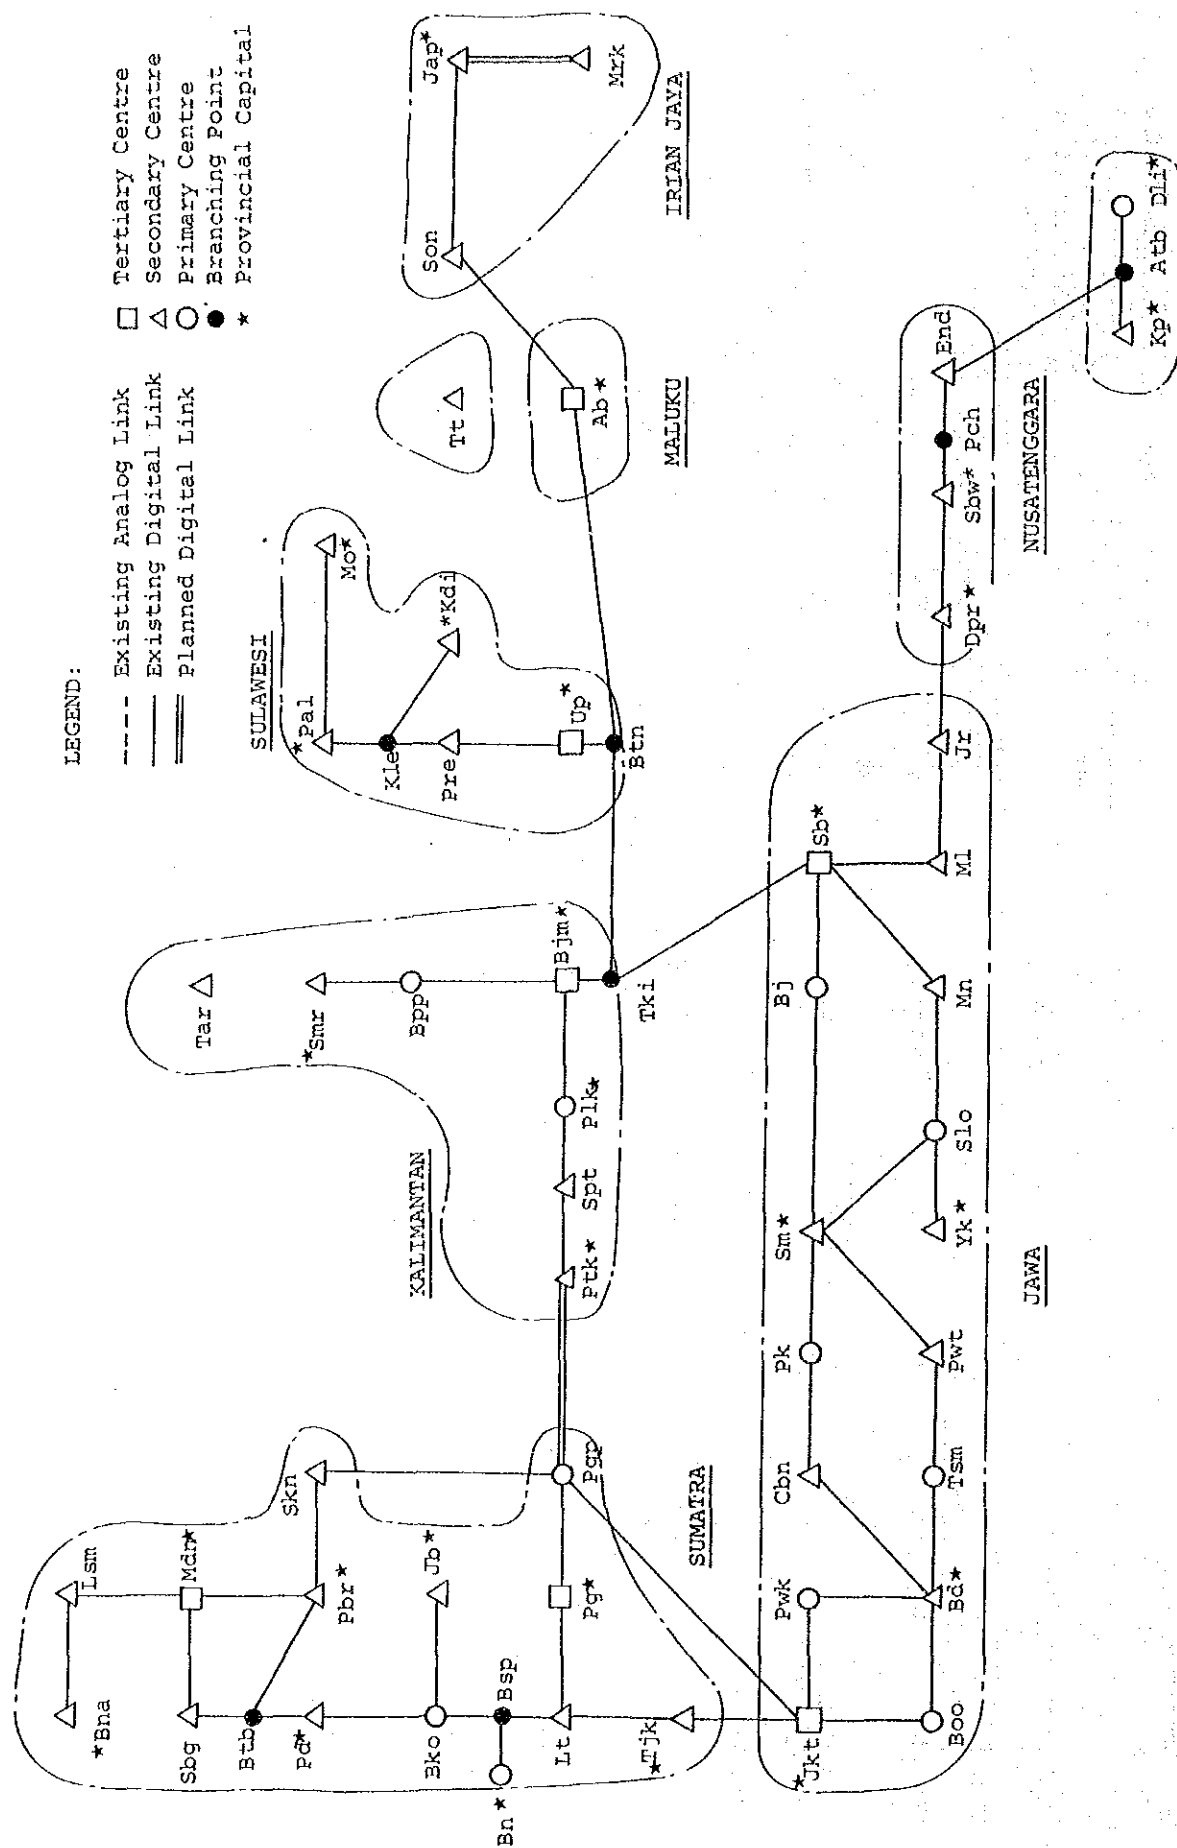 LEGEND:
---- Existing Analog Link
Existing Digital Link
Planned Digital Link
□ Tertiary Centre
△ Secondary Centre
○ Primary Centre
● Branching Point
★ Provincial Capital
SUMATRA
★Bna
Lsm
Sbg
Mdn★
Btb
Pbr★
Skn
Pd★
Bko
Jb★
Bn★
Bsp
Lt
Pg★
Pgp
★Tjk
KALIMANTAN
Tar
★Smr
Bpp
Bjm★
Plk★
Spt
Ptk★
Tki
SULAWESI
★Pal
Mo★
Kle
★Kdi
Pre
Up★
Btn
MALUKU
Tt
Ab★
IRIAN JAYA
Son
Jap★
Mrk
JAWA
★Jkt
Pwk
Cbn
Pk
Sm★
Bj
Sb★
Boo
Bd★
Tsm
Pwt
Yk★
Slo
Mn
Ml
Jr
NUSATENGGARA
Dpr★
Sbw★
Pch
End
Kp★
Atb
Dli★